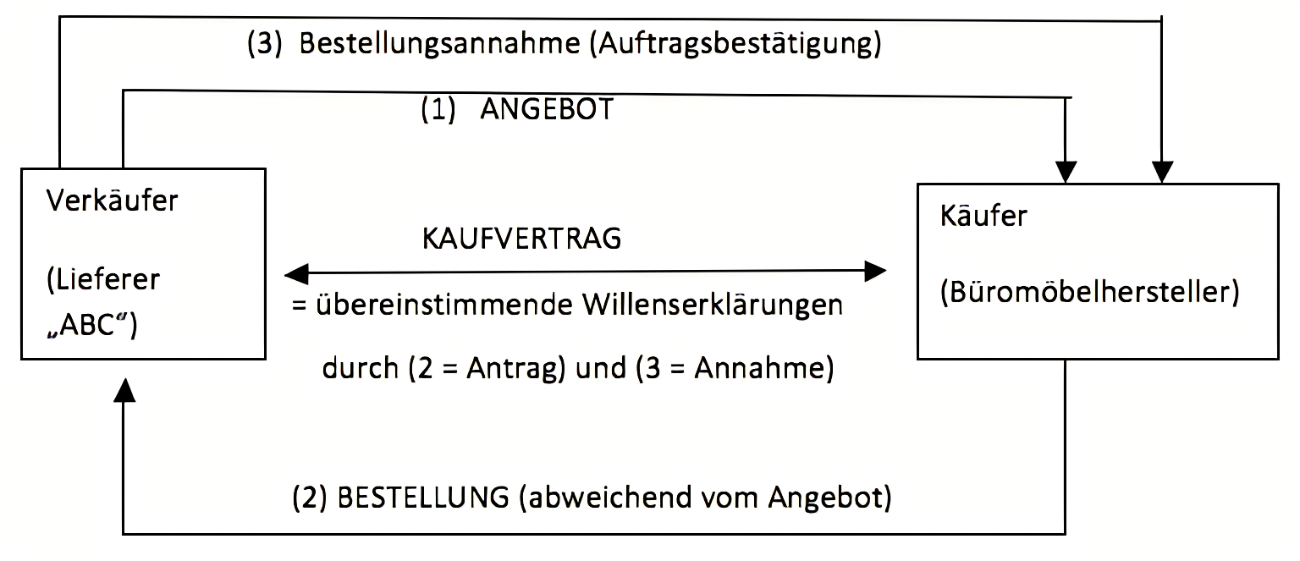 (3) Bestellungsannahme (Auftragsbestätigung)
(1) ANGEBOT
Verkäufer
(Lieferer
„ABC“)
KAUFVERTRAG
= übereinstimmende Willenserklärungen
durch (2 = Antrag) und (3 = Annahme)
Käufer
(Büromöbelhersteller)
(2) BESTELLUNG (abweichend vom Angebot)